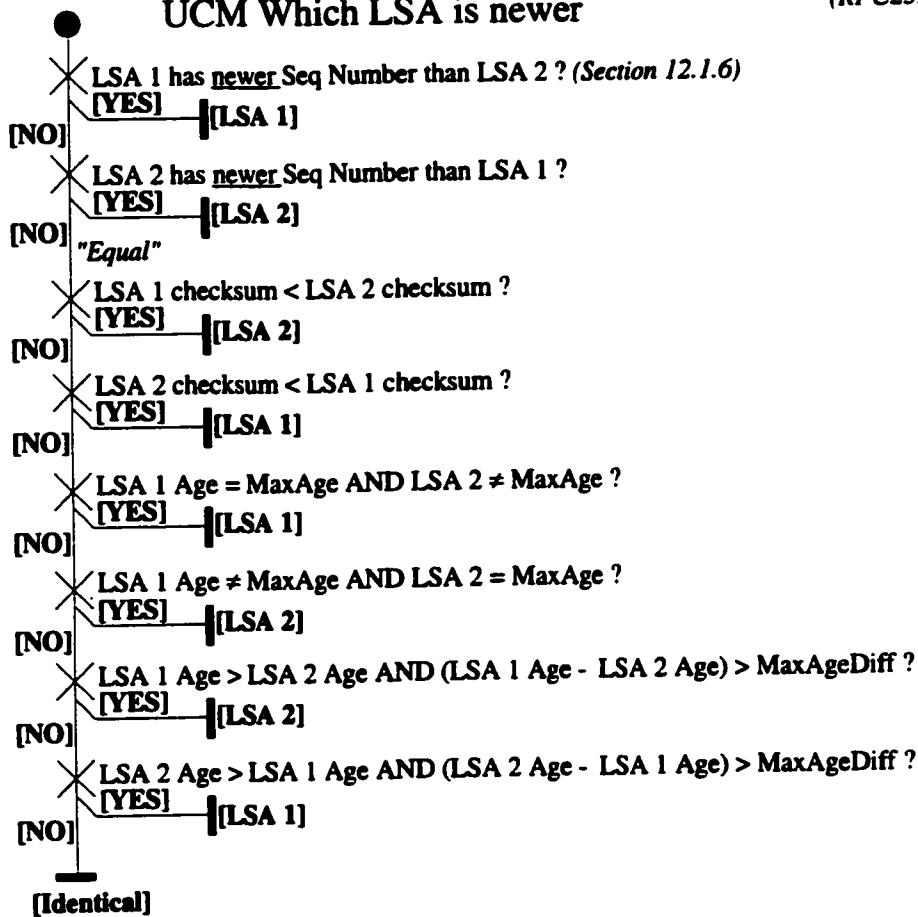 UCM Which LSA is newer
LSA 1 has newer Seq Number than LSA 2 ? (Section 12.1.6)
[YES]
[LSA 1]
[NO]
LSA 2 has newer Seq Number than LSA 1 ?
[YES]
[LSA 2]
[NO]
"Equal"
LSA 1 checksum < LSA 2 checksum ?
[YES]
[LSA 2]
[NO]
LSA 2 checksum < LSA 1 checksum ?
[YES]
[LSA 1]
[NO]
LSA 1 Age = MaxAge AND LSA 2 ≠ MaxAge ?
[YES]
[LSA 1]
[NO]
LSA 1 Age ≠ MaxAge AND LSA 2 = MaxAge ?
[YES]
[LSA 2]
[NO]
LSA 1 Age > LSA 2 Age AND (LSA 1 Age - LSA 2 Age) > MaxAgeDiff ?
[YES]
[LSA 2]
[NO]
LSA 2 Age > LSA 1 Age AND (LSA 2 Age - LSA 1 Age) > MaxAgeDiff ?
[YES]
[LSA 1]
[NO]
[Identical]